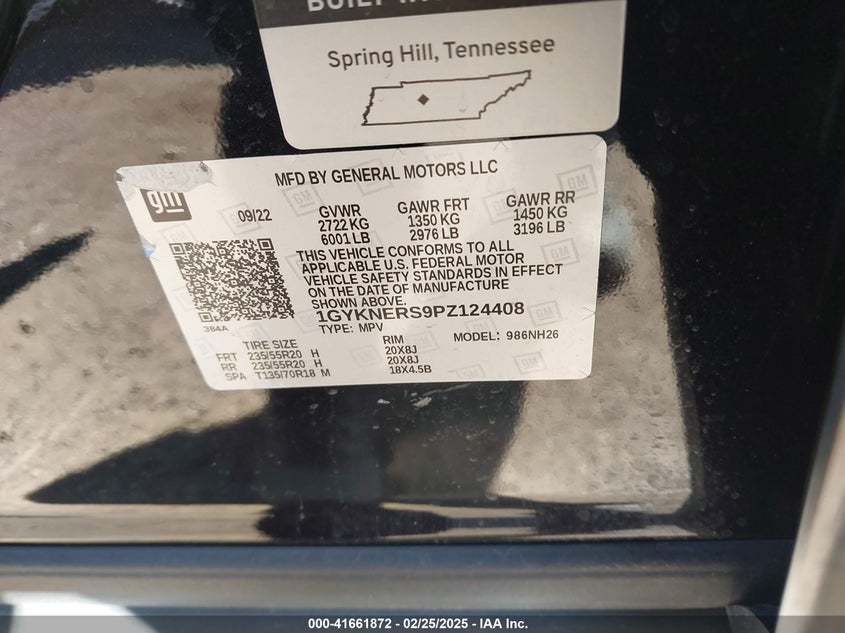 BUILT IN
Spring Hill, Tennessee
MFD BY GENERAL MOTORS LLC
gm
09/22
GVWR GAWR FRT GAWR RR
2722 KG 1350 KG 1450 KG
6001 LB 2976 LB 3196 LB
THIS VEHICLE CONFORMS TO ALL
APPLICABLE U.S. FEDERAL MOTOR
VEHICLE SAFETY STANDARDS IN EFFECT
ON THE DATE OF MANUFACTURE
SHOWN ABOVE.
1GYKNERS9PZ124408
384A
TYPE: MPV MODEL: 986NH26
TIRE SIZE RIM
FRT 235/55R20 H 20X8J
RR 235/55R20 H 20X8J
SPA T135/70R18 M 18X4.5B
000-41661872 - 02/25/2025 - IAA Inc.